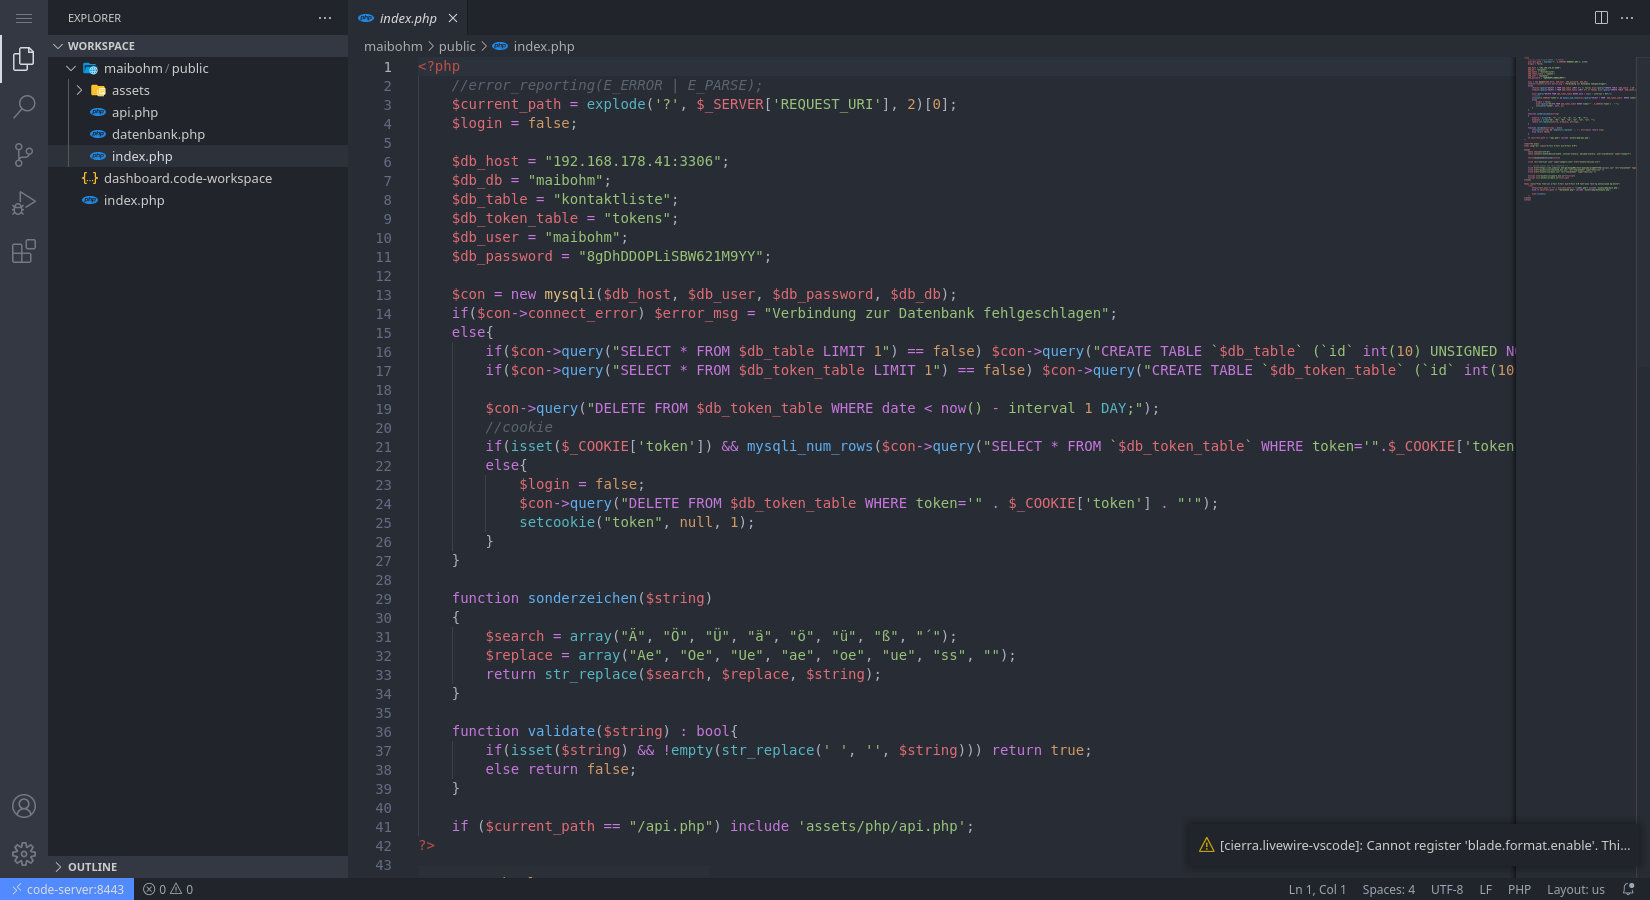 EXPLORER
index.php
WORKSPACE
maibohm / public
assets
api.php
datenbank.php
index.php
dashboard.code-workspace
index.php
OUTLINE
maibohm > public > index.php
1 <?php
2 //error_reporting(E_ERROR | E_PARSE);
3 $current_path = explode('?', $_SERVER['REQUEST_URI'], 2)[0];
4 $login = false;
5
6 $db_host = "192.168.178.41:3306";
7 $db_db = "maibohm";
8 $db_table = "kontaktliste";
9 $db_token_table = "tokens";
10 $db_user = "maibohm";
11 $db_password = "8gDhDDOPLiSBW621M9YY";
12
13 $con = new mysqli($db_host, $db_user, $db_password, $db_db);
14 if($con->connect_error) $error_msg = "Verbindung zur Datenbank fehlgeschlagen";
15 else{
16 if($con->query("SELECT * FROM $db_table LIMIT 1") == false) $con->query("CREATE TABLE `$db_table` (`id` int(10) UNSIGNED
17 if($con->query("SELECT * FROM $db_token_table LIMIT 1") == false) $con->query("CREATE TABLE `$db_token_table` (`id` int(10
18
19 $con->query("DELETE FROM $db_token_table WHERE date < now() - interval 1 DAY;");
20 //cookie
21 if(isset($_COOKIE['token']) && mysqli_num_rows($con->query("SELECT * FROM `$db_token_table` WHERE token='".$_COOKIE['token
22 else{
23 $login = false;
24 $con->query("DELETE FROM $db_token_table WHERE token='" . $_COOKIE['token'] . "'");
25 setcookie("token", null, 1);
26 }
27 }
28
29 function sonderzeichen($string)
30 {
31 $search = array("Ä", "Ö", "Ü", "ä", "ö", "ü", "ß", "´");
32 $replace = array("Ae", "Oe", "Ue", "ae", "oe", "ue", "ss", "");
33 return str_replace($search, $replace, $string);
34 }
35
36 function validate($string) : bool{
37 if(isset($string) && !empty(str_replace(' ', '', $string))) return true;
38 else return false;
39 }
40
41 if ($current_path == "/api.php") include 'assets/php/api.php';
42 ?>
43
[cierra.livewire-vscode]: Cannot register 'blade.format.enable'. Thi...
code-server:8443
0 0
Ln 1, Col 1
Spaces: 4
UTF-8
LF
PHP
Layout: us